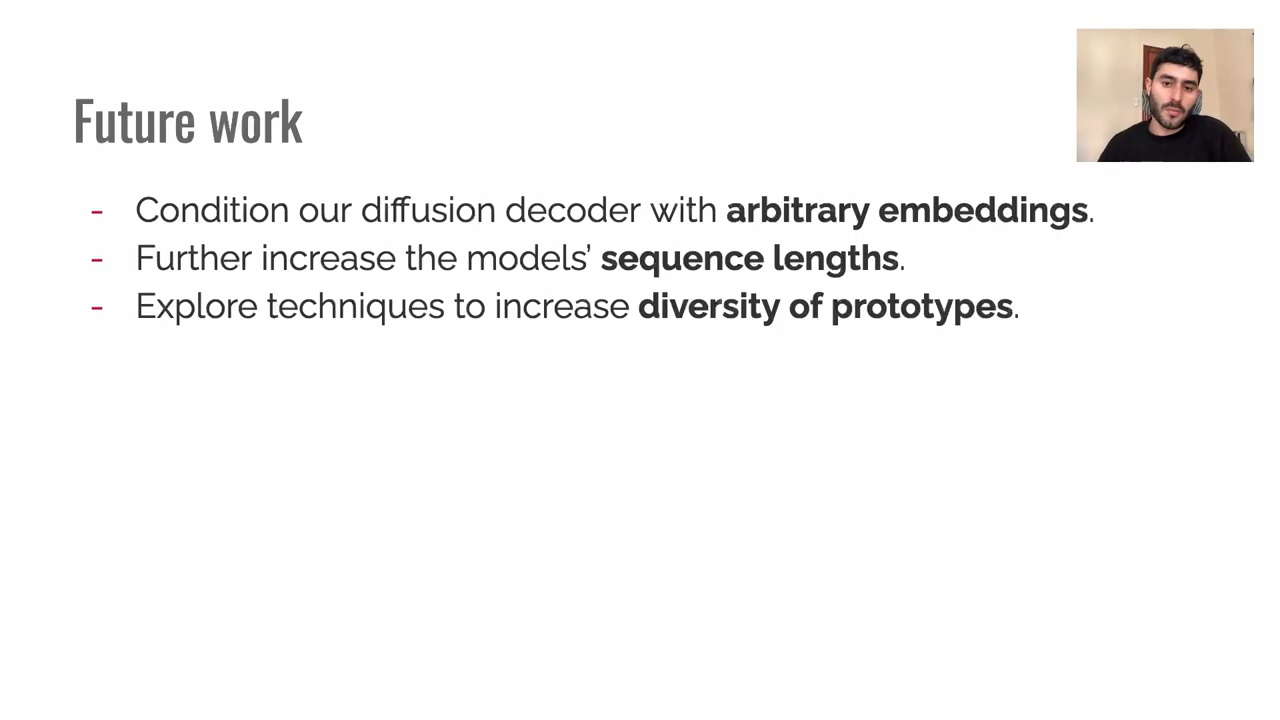 Future work
- Condition our diffusion decoder with arbitrary embeddings.
- Further increase the models’ sequence lengths.
- Explore techniques to increase diversity of prototypes.